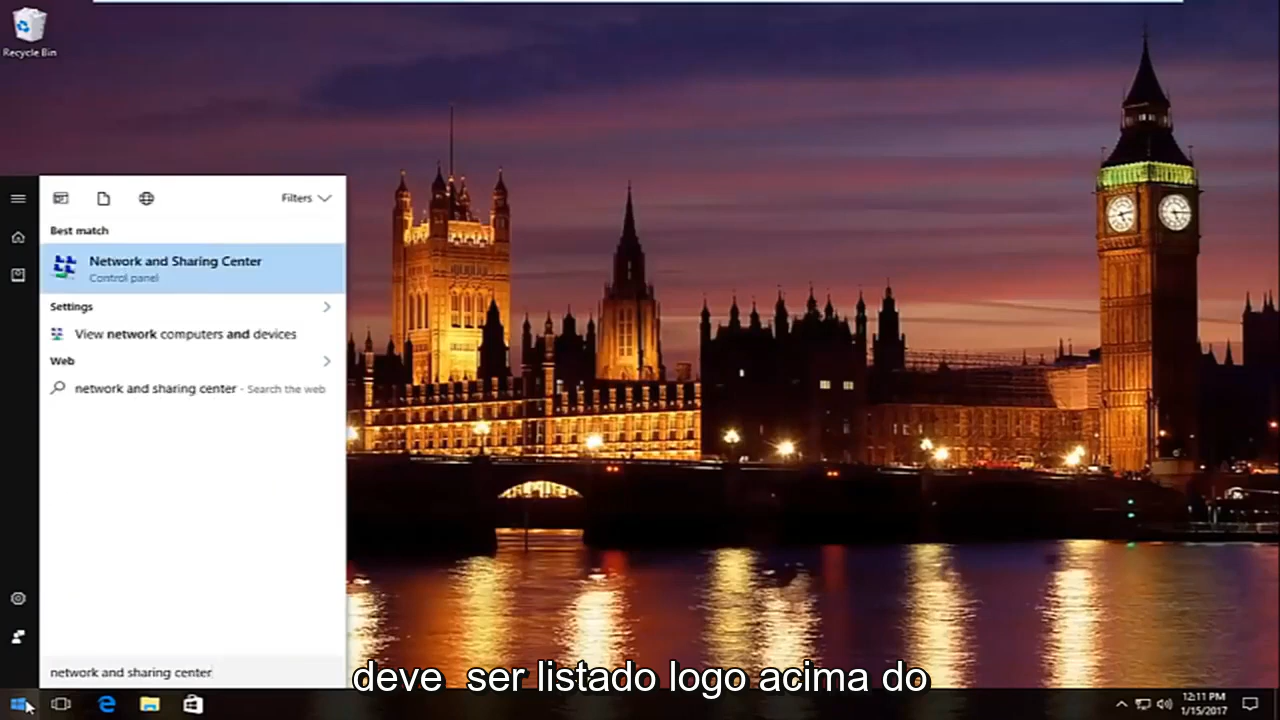 Recycle Bin
Filters
Best match
Network and Sharing Center
Control panel
Settings
View network computers and devices
Web
network and sharing center - Search the web
network and sharing center
deve ser listado logo acima do
12:11 PM
1/15/2017